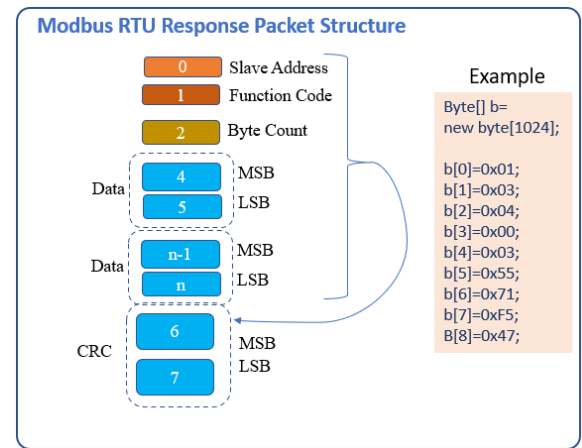 Modbus RTU Response Packet Structure
0 Slave Address
1 Function Code
2 Byte Count
Data
4 MSB
5 LSB
Data
n-1 MSB
n LSB
CRC
6 MSB
7 LSB
Example
Byte[] b=
new byte[1024];
b[0]=0x01;
b[1]=0x03;
b[2]=0x04;
b[3]=0x00;
b[4]=0x03;
b[5]=0x55;
b[6]=0x71;
b[7]=0xF5;
B[8]=0x47;